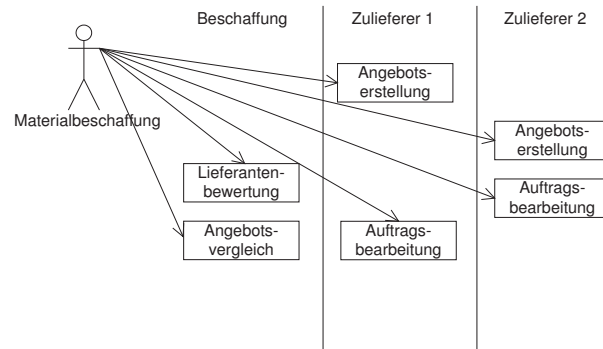 Beschaffung
Zulieferer 1
Zulieferer 2
Materialbeschaffung
Angebots-
erstellung
Angebots-
erstellung
Lieferanten-
bewertung
Auftrags-
bearbeitung
Angebots-
vergleich
Auftrags-
bearbeitung